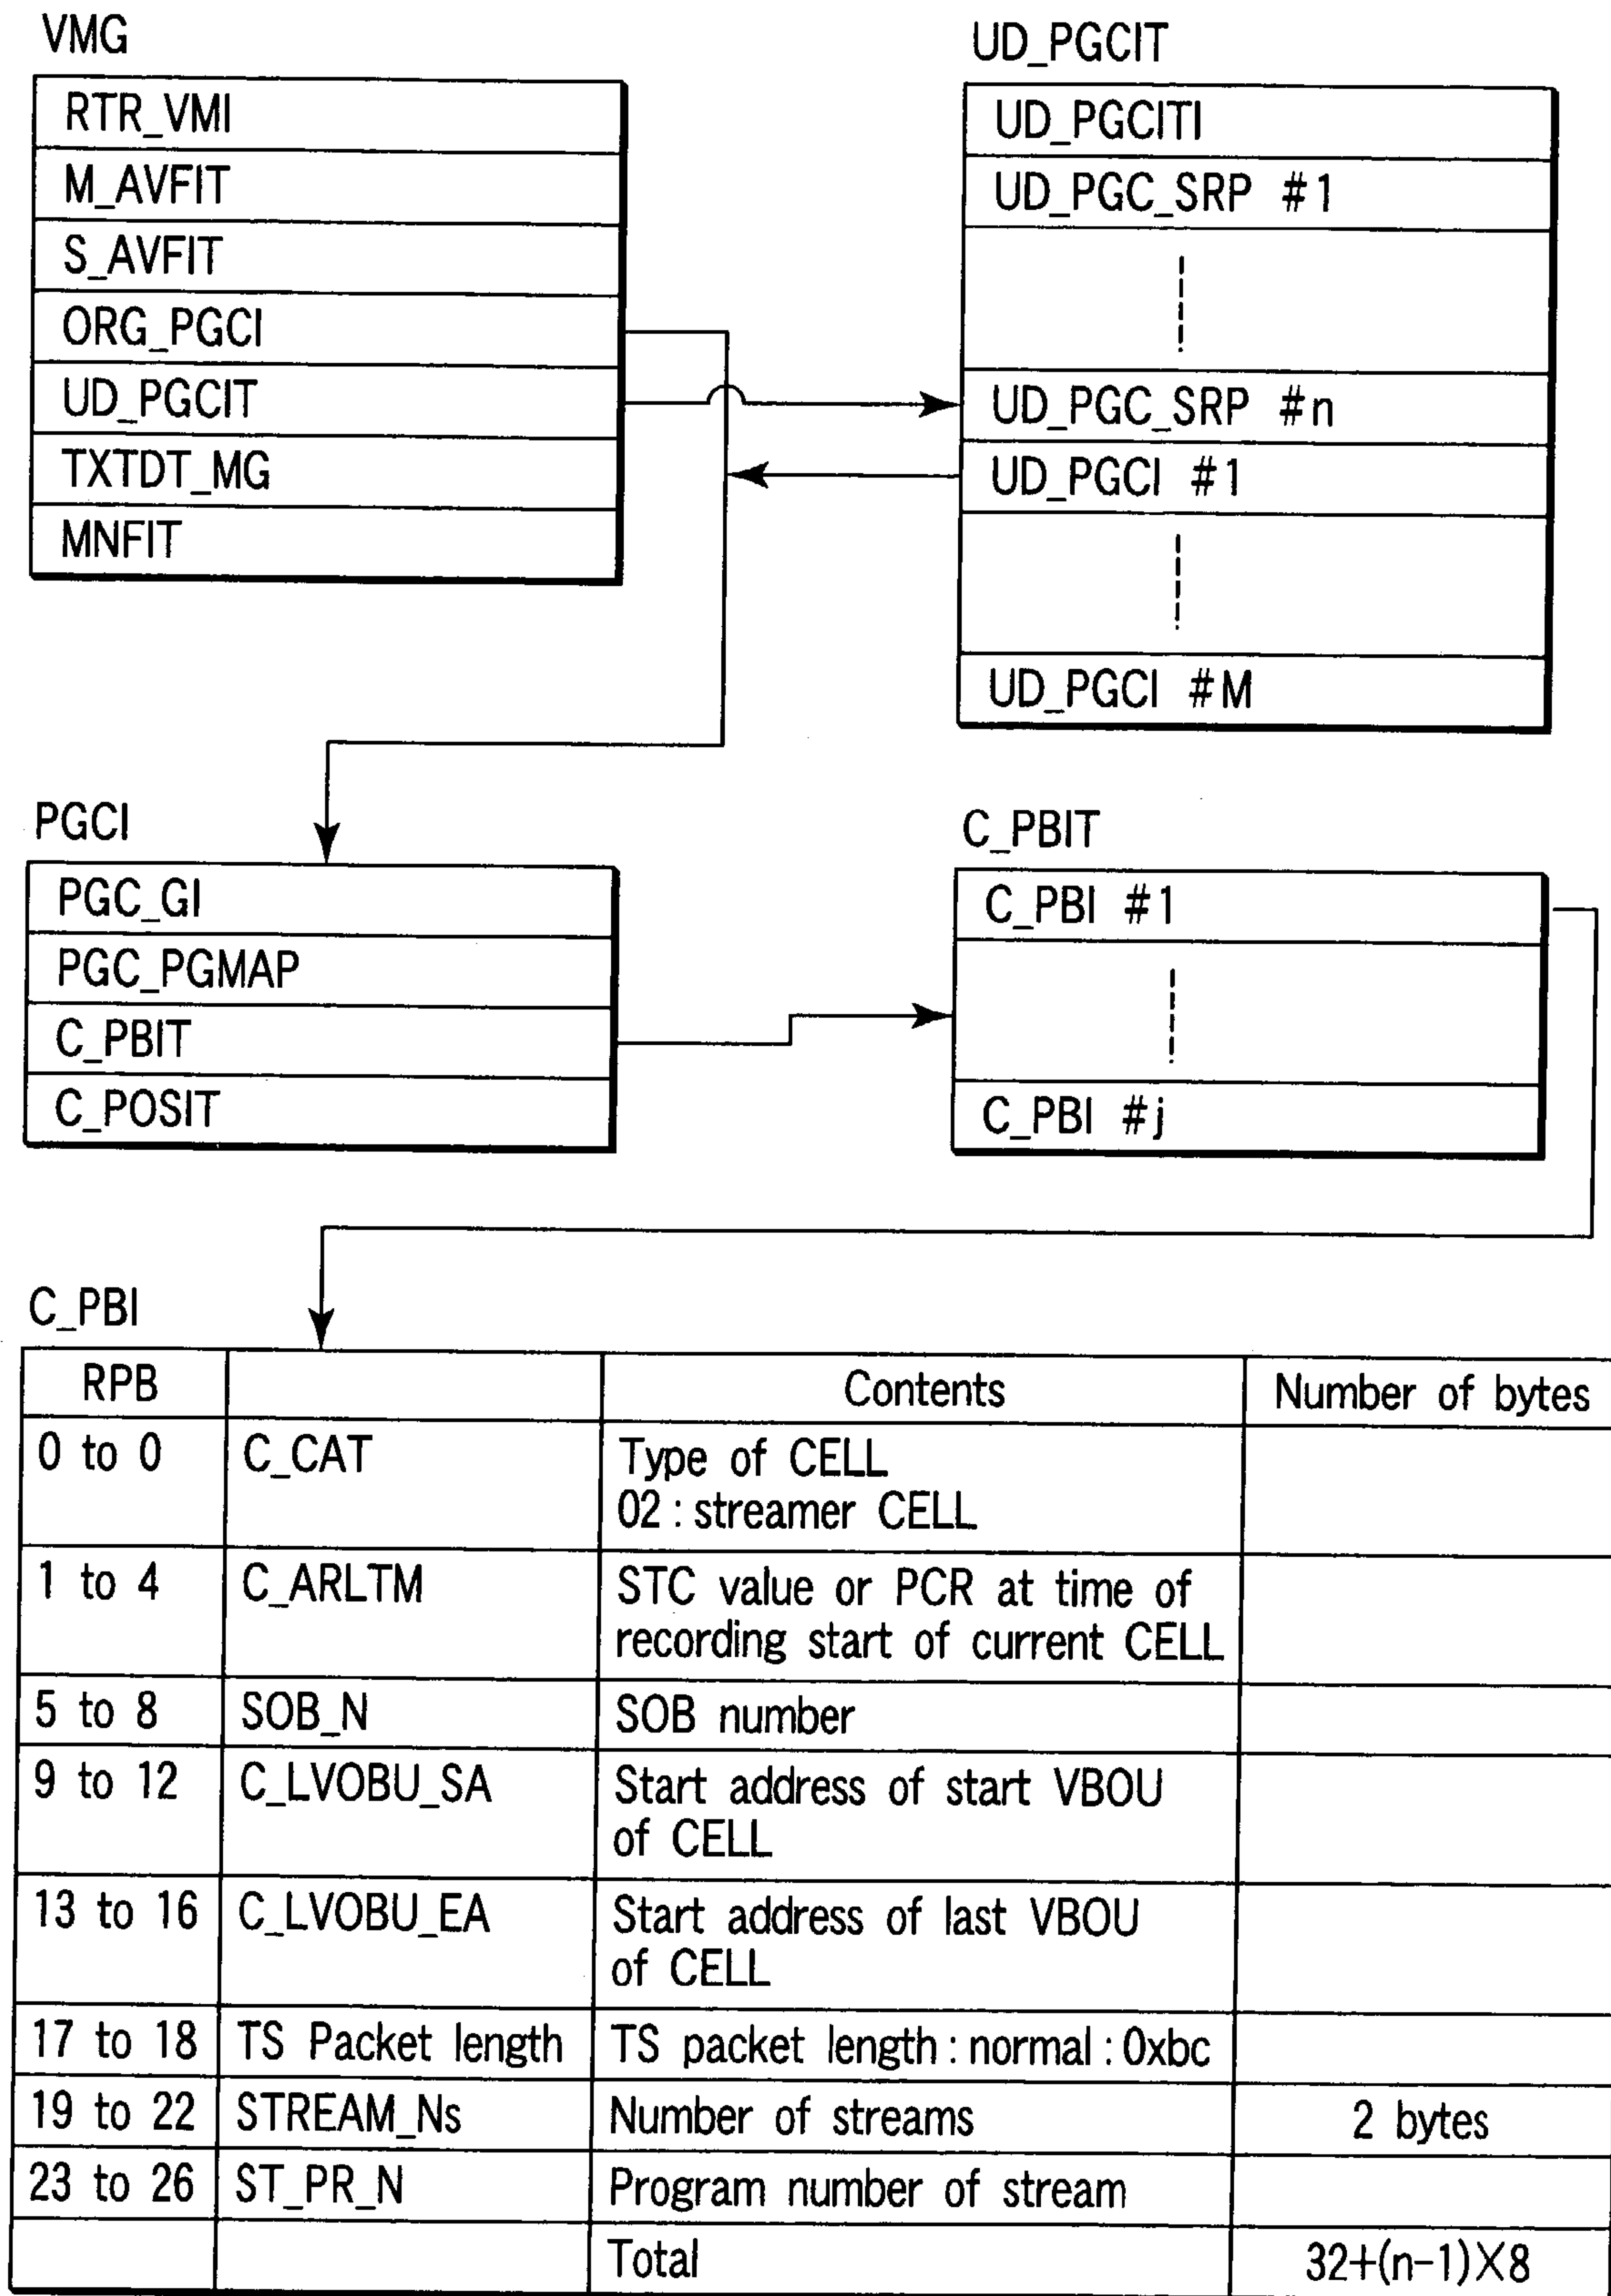 VMG
RTR_VMI
M_AVFIT
S_AVFIT
ORG_PGCI
UD_PGCIT
TXTDT_MG
MNFIT
UD_PGCIT
UD_PGCITI
UD_PGC_SRP #1
UD_PGC_SRP #n
UD_PGCI #1
UD_PGCI #M
PGCI
PGC_GI
PGC_PGMAP
C_PBIT
C_POSIT
C_PBIT
C_PBI #1
C_PBI #j
C_PBI
RPB Contents Number of bytes
0 to 0 C_CAT Type of CELL
02 : streamer CELL
1 to 4 C_ARLTM STC value or PCR at time of
recording start of current CELL
5 to 8 SOB_N SOB number
9 to 12 C_LVOBU_SA Start address of start VBOU
of CELL
13 to 16 C_LVOBU_EA Start address of last VBOU
of CELL
17 to 18 TS Packet length TS packet length : normal : 0xbc
19 to 22 STREAM_Ns Number of streams 2 bytes
23 to 26 ST_PR_N Program number of stream
Total 32+(n-1)X8